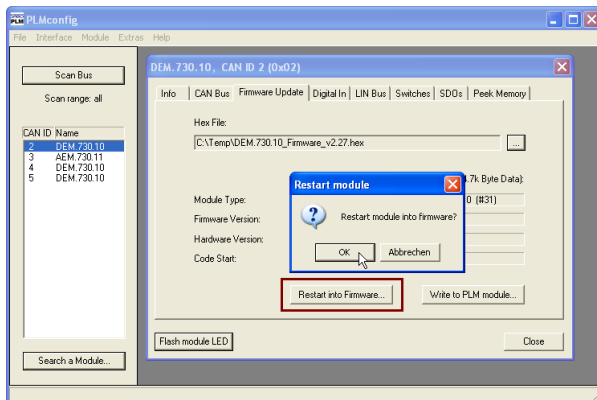 PLMconfig
File Interface Module Extras Help
Scan Bus
Scan range: all
CAN ID Name
2 DEM.730.10
3 AEM.730.11
4 DEM.730.10
5 DEM.730.10
Search a Module...
DEM.730.10, CAN ID 2 (0x02)
Info CAN Bus Firmware Update Digital In LIN Bus Switches SDOs Peek Memory
Hex File:
C:\Temp\DEM.730.10_Firmware_v2.27.hex
...
4.7k Byte Data):
Module Type:
0 (#31)
Firmware Version:
Hardware Version:
Code Start:
Restart module
Restart module into firmware?
OK Abbrechen
Restart into Firmware... Write to PLM module...
Flash module LED Close